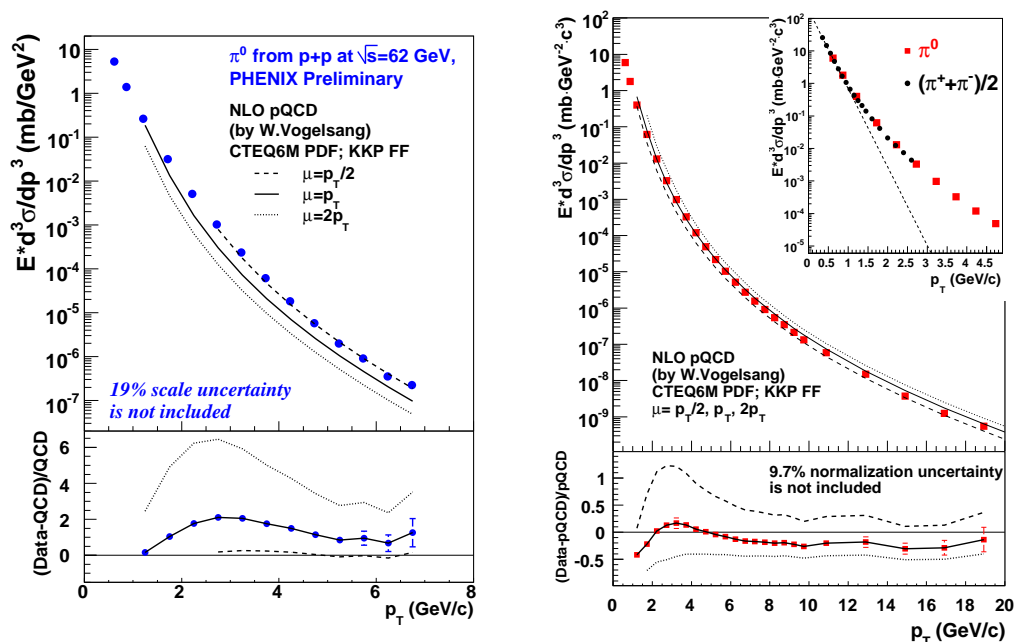 E*d³σ/dp³ (mb/GeV²)
10
1
10⁻¹
10⁻²
10⁻³
10⁻⁴
10⁻⁵
10⁻⁶
10⁻⁷
π⁰ from p+p at √s=62 GeV,
PHENIX Preliminary
NLO pQCD
(by W.Vogelsang)
CTEQ6M PDF; KKP FF
μ=p_T/2
μ=p_T
μ=2p_T
19% scale uncertainty
is not included
(Data-QCD)/QCD
6
4
2
0
0 2 4 6 8
p_T (GeV/c)
E*d³σ/dp³ (mb·GeV⁻²·c³)
10²
10
1
10⁻¹
10⁻²
10⁻³
10⁻⁴
10⁻⁵
10⁻⁶
10⁻⁷
10⁻⁸
10⁻⁹
E*d³σ/dp³ (mb·GeV⁻²·c³)
10²
10
1
10⁻¹
10⁻²
10⁻³
10⁻⁴
10⁻⁵
π⁰
(π⁺+π⁻)/2
0 0.5 1 1.5 2 2.5 3 3.5 4 4.5
p_T (GeV/c)
NLO pQCD
(by W.Vogelsang)
CTEQ6M PDF; KKP FF
μ= p_T/2, p_T, 2p_T
(Data-pQCD)/pQCD
1
0.5
0
-0.5
9.7% normalization uncertainty
is not included
0 2 4 6 8 10 12 14 16 18 20
p_T (GeV/c)